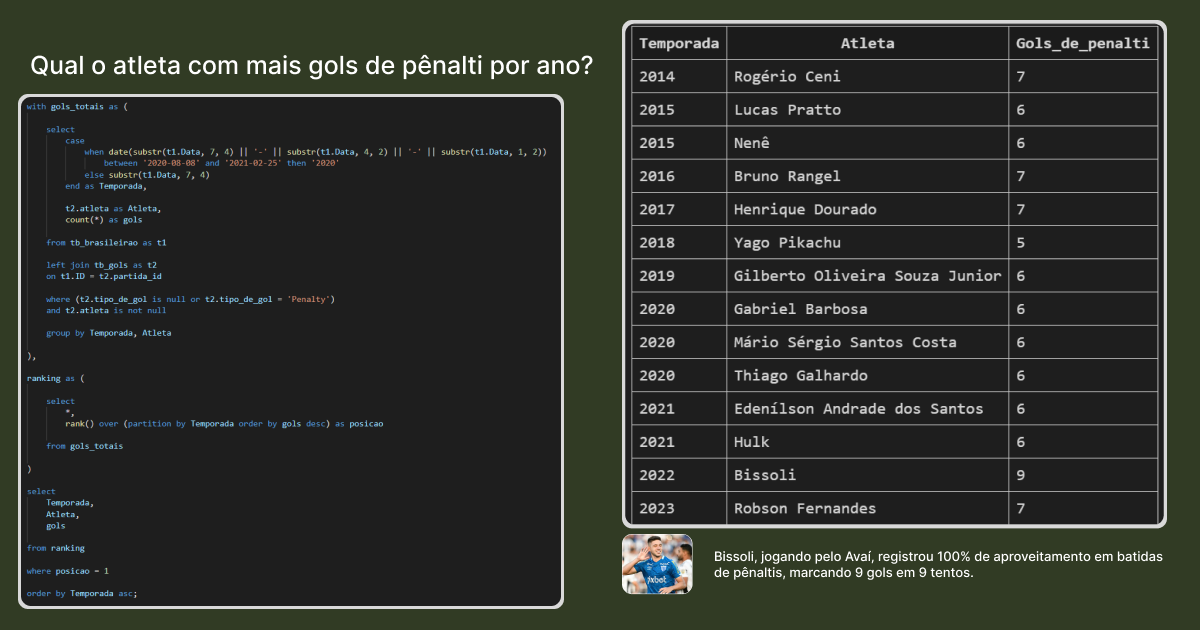 Qual o atleta com mais gols de pênalti por ano?
with gols_totais as (
select
case
when date(substr(t1.Data, 7, 4) || '-' || substr(t1.Data, 4, 2) || '-' || substr(t1.Data, 1, 2))
between '2020-08-08' and '2021-02-25' then '2020'
else substr(t1.Data, 7, 4)
end as Temporada,
t2.atleta as Atleta,
count(*) as gols
from tb_brasileirao as t1
left join tb_gols as t2
on t1.ID = t2.partida_id
where (t2.tipo_de_gol is null or t2.tipo_de_gol = 'Penalty')
and t2.atleta is not null
group by Temporada, Atleta
),
ranking as (
select
*,
rank() over (partition by Temporada order by gols desc) as posicao
from gols_totais
)
select
Temporada,
Atleta,
gols
from ranking
where posicao = 1
order by Temporada asc;
Temporada Atleta Gols_de_penalti
2014 Rogério Ceni 7
2015 Lucas Pratto 6
2015 Nenê 6
2016 Bruno Rangel 7
2017 Henrique Dourado 7
2018 Yago Pikachu 5
2019 Gilberto Oliveira Souza Junior 6
2020 Gabriel Barbosa 6
2020 Mário Sérgio Santos Costa 6
2020 Thiago Galhardo 6
2021 Edenílson Andrade dos Santos 6
2021 Hulk 6
2022 Bissoli 9
2023 Robson Fernandes 7
Bissoli, jogando pelo Avaí, registrou 100% de aproveitamento em batidas
de pênaltis, marcando 9 gols em 9 tentos.